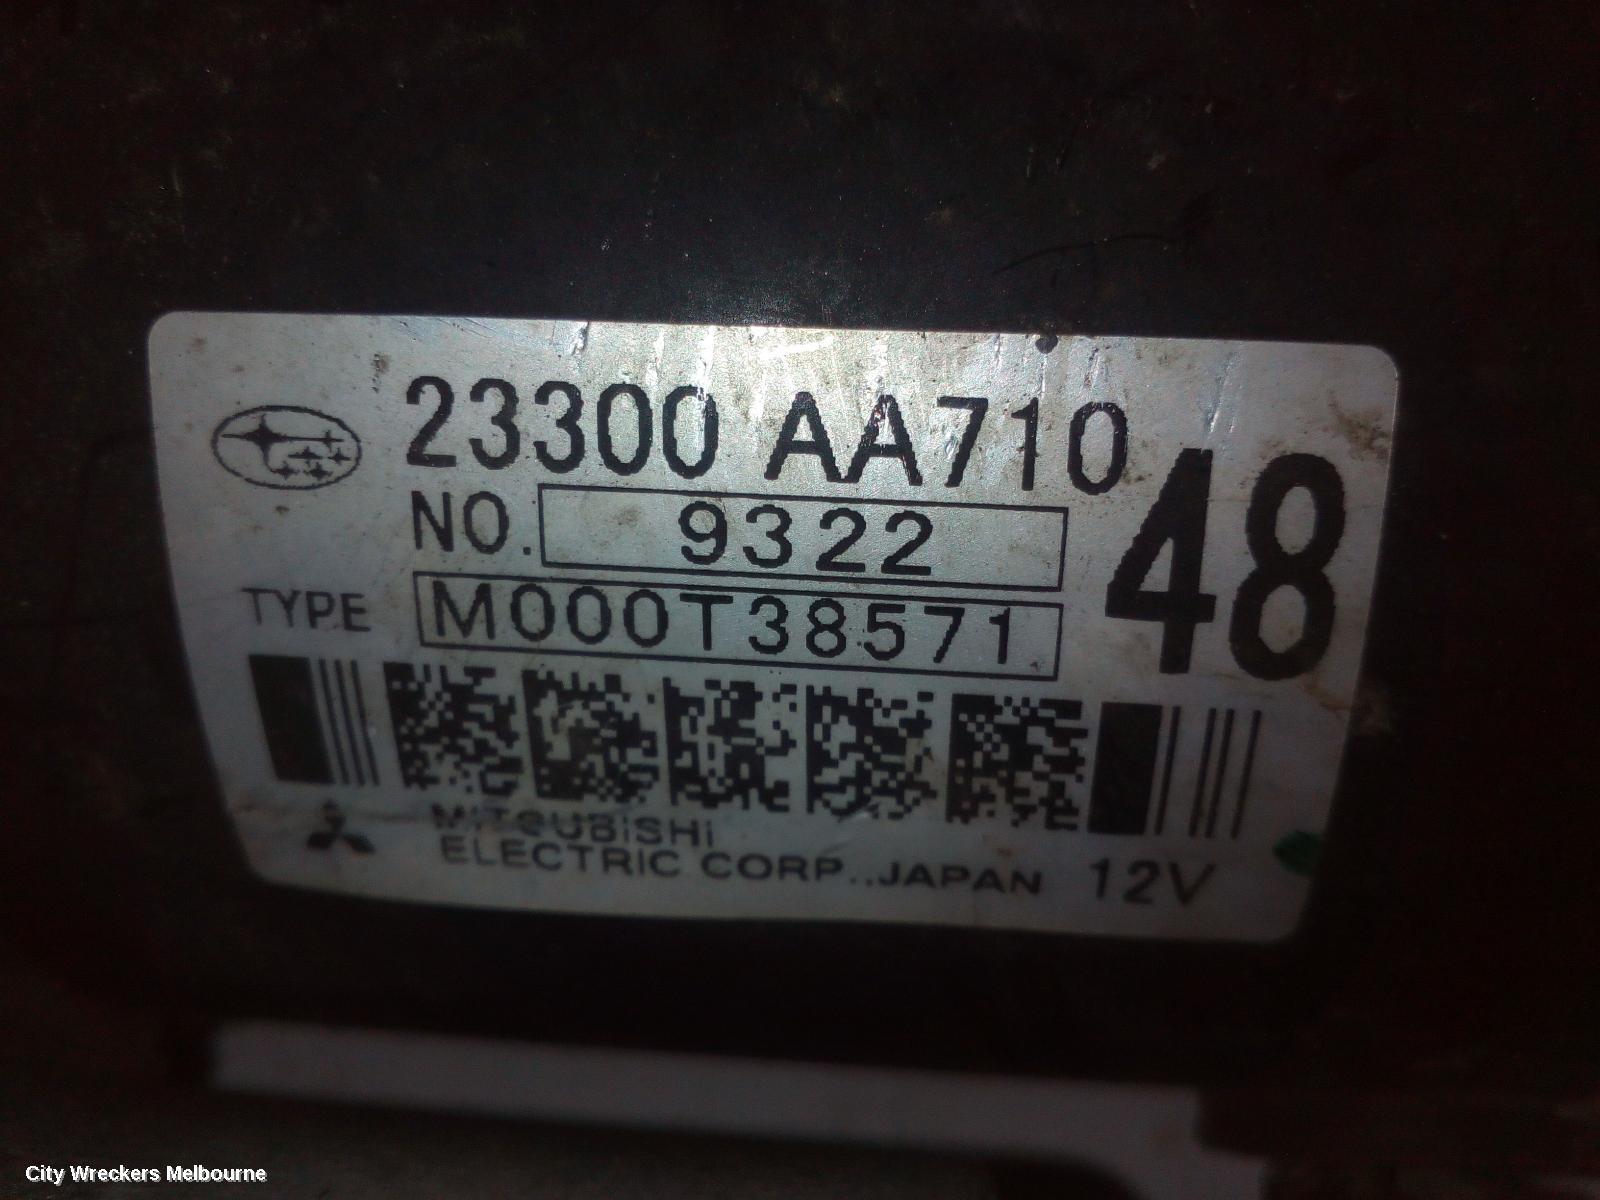 23300 AA710
48
NO. 9322
TYPE M000T38571
MITSUBISHI
ELECTRIC CORP..JAPAN 12V
City Wreckers Melbourne